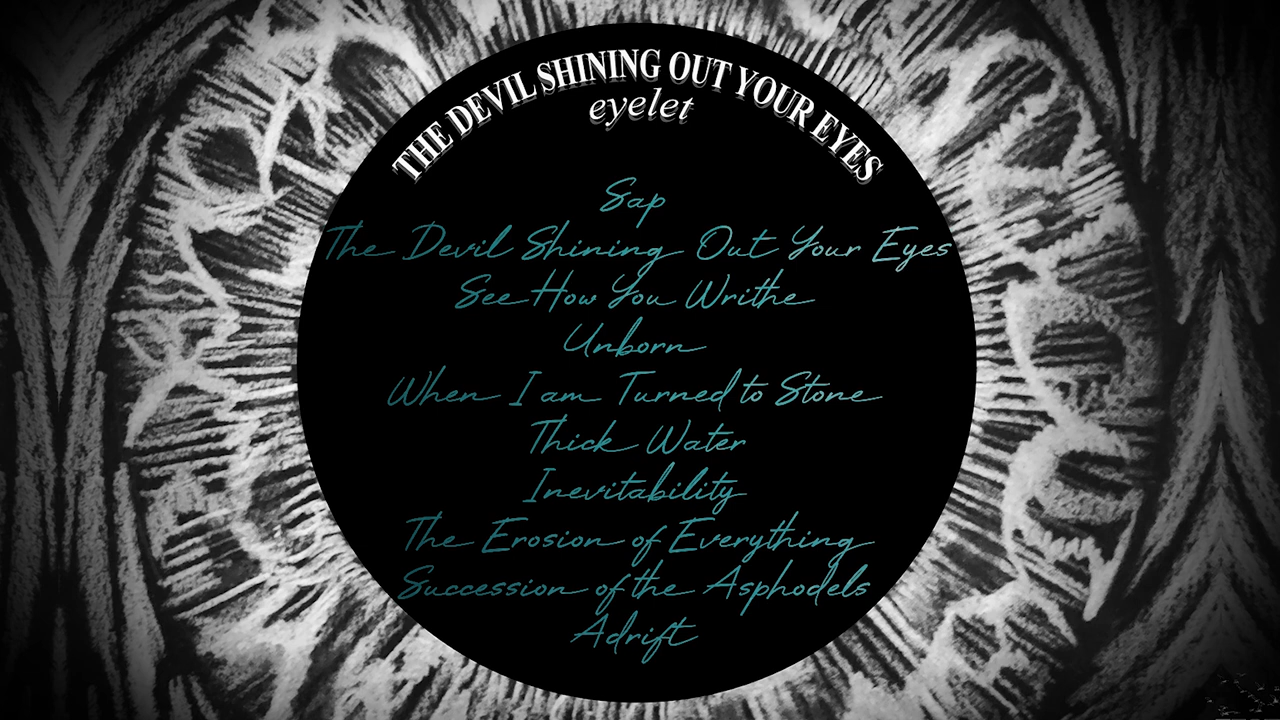 THE DEVIL SHINING OUT YOUR EYES
eyelet
Sap
The Devil Shining Out Your Eyes
See How You Writhe
Unborn
When I am Turned to Stone
Thick Water
Inevitability
The Erosion of Everything
Succession of the Asphodels
Adrift